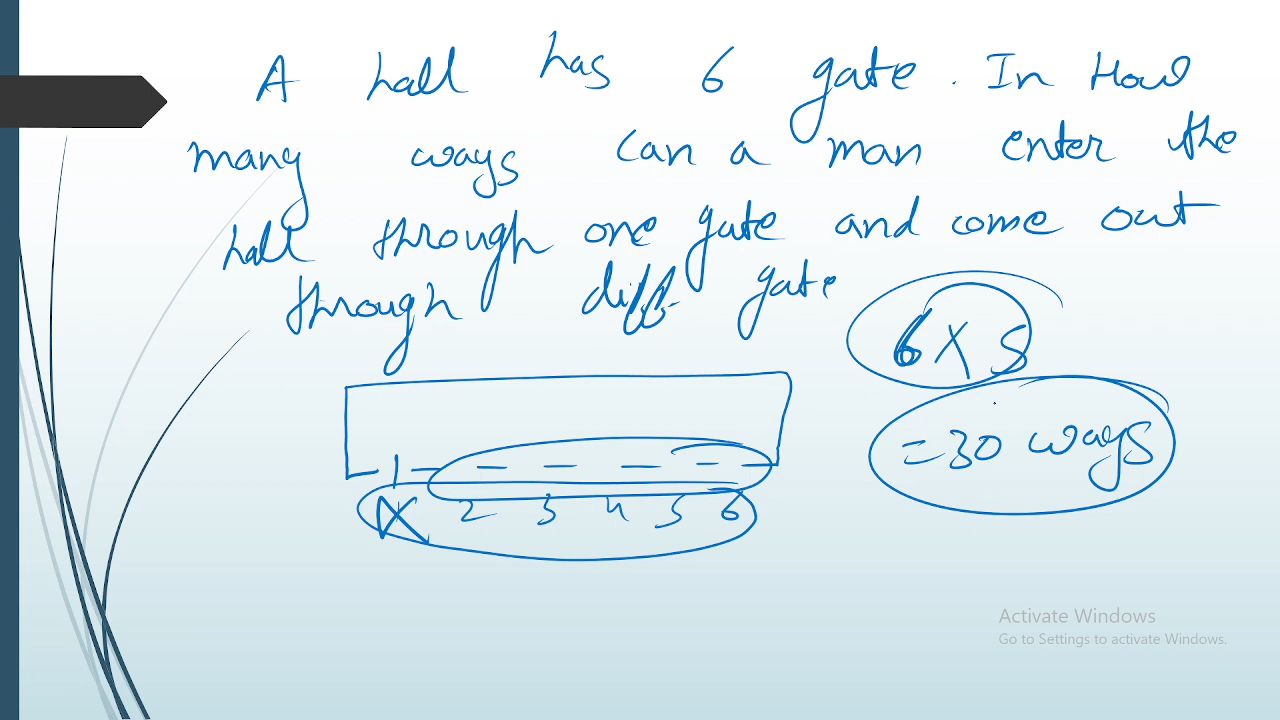 A hall has 6 gate. In How
many ways can a man enter the
hall through one gate and come out
through diff. gate
6 X 5
= 30 ways
1 2 3 4 5 6
Activate Windows
Go to Settings to activate Windows.